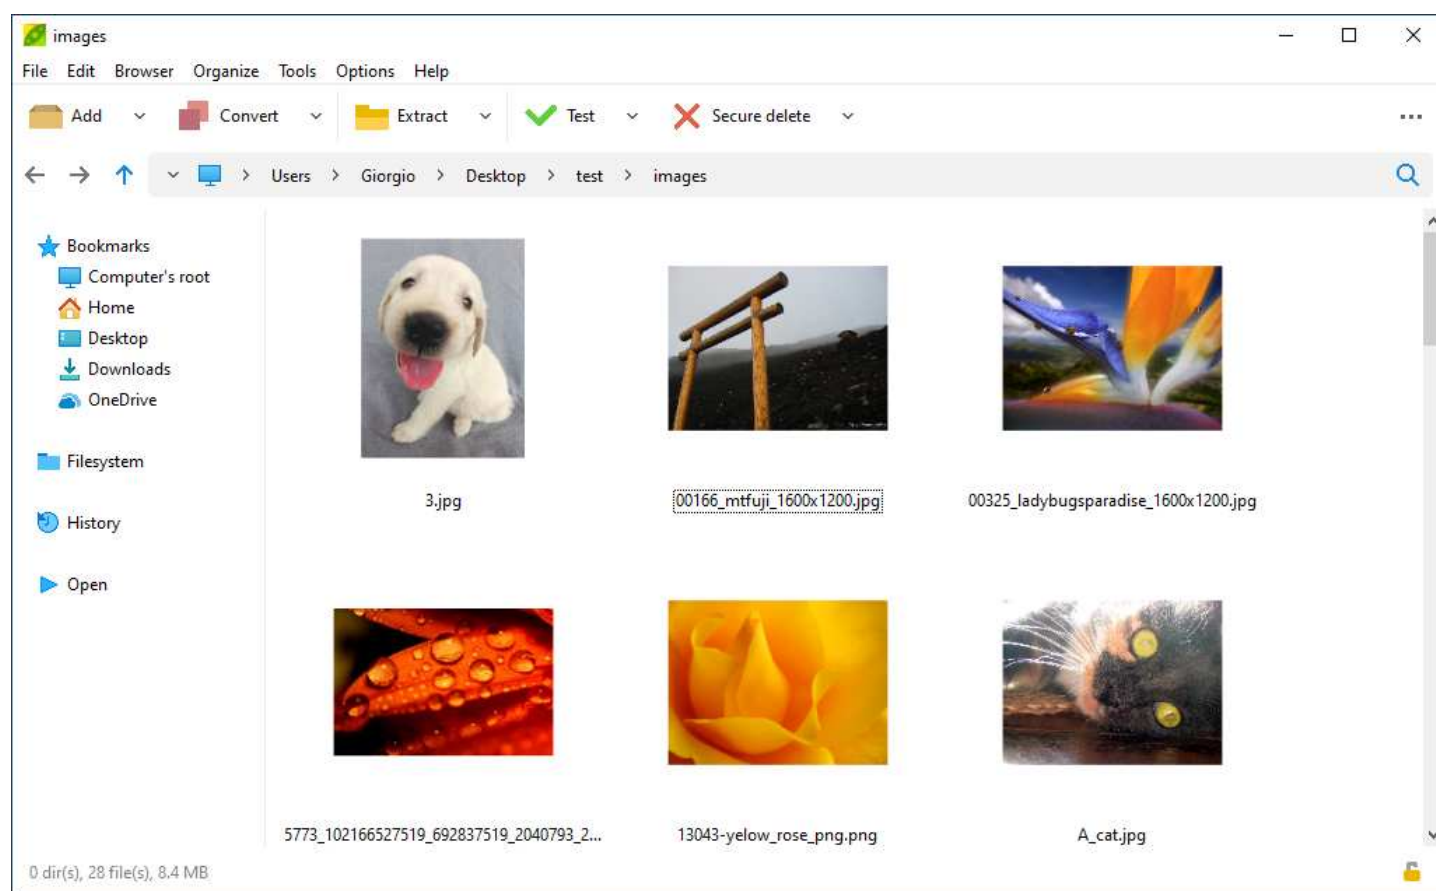 images
File Edit Browser Organize Tools Options Help
Add Convert Extract Test Secure delete
Users > Giorgio > Desktop > test > images
Bookmarks
Computer's root
Home
Desktop
Downloads
OneDrive
Filesystem
History
Open
3.jpg 00166_mtfuji_1600x1200.jpg 00325_ladybugsparadise_1600x1200.jpg
5773_102166527519_692837519_2040793_2... 13043-yelow_rose_png.png A_cat.jpg
0 dir(s), 28 file(s), 8.4 MB